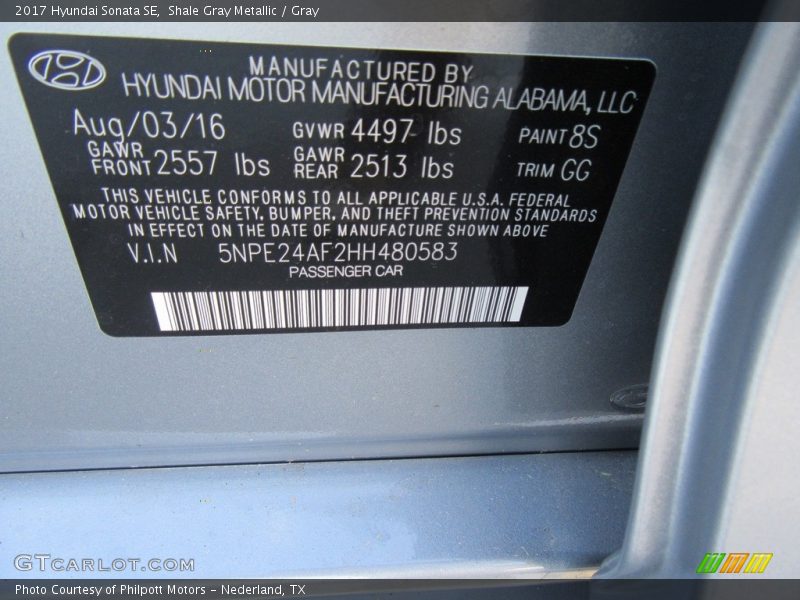 2017 Hyundai Sonata SE, Shale Gray Metallic / Gray
MANUFACTURED BY
HYUNDAI MOTOR MANUFACTURING ALABAMA, LLC
Aug/03/16 GVWR 4497 lbs PAINT 8S
GAWR FRONT 2557 lbs GAWR REAR 2513 lbs TRIM GG
THIS VEHICLE CONFORMS TO ALL APPLICABLE U.S.A. FEDERAL
MOTOR VEHICLE SAFETY, BUMPER, AND THEFT PREVENTION STANDARDS
IN EFFECT ON THE DATE OF MANUFACTURE SHOWN ABOVE
V.I.N 5NPE24AF2HH480583
PASSENGER CAR
GTCARLOT.COM
Photo Courtesy of Philpott Motors - Nederland, TX